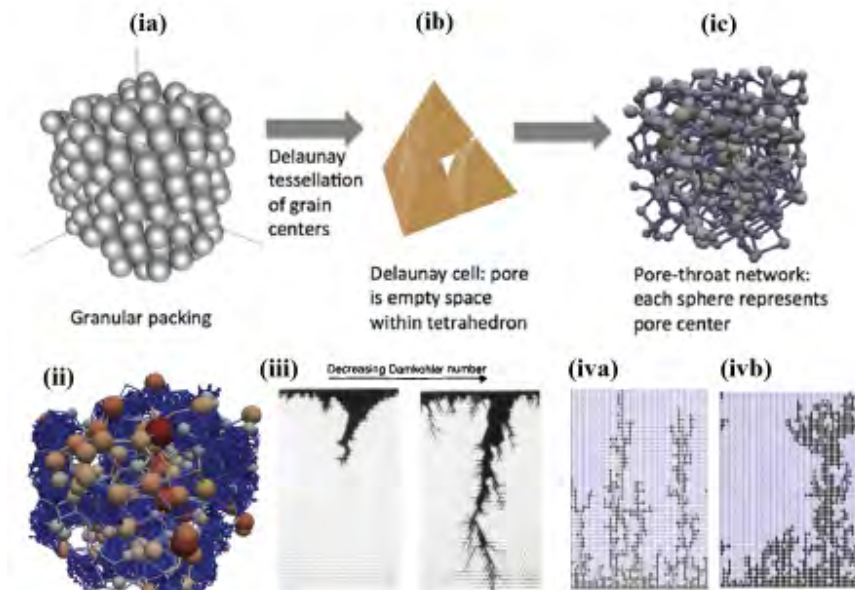 (ia)
(ib)
(ic)
Delaunay
tessellation
of grain
centers
Granular packing
Delaunay cell: pore
is empty space
within tetrahedron
Pore-throat network:
each sphere represents
pore center
(ii)
(iii)
Decreasing Damkohler number
(iva)
(ivb)